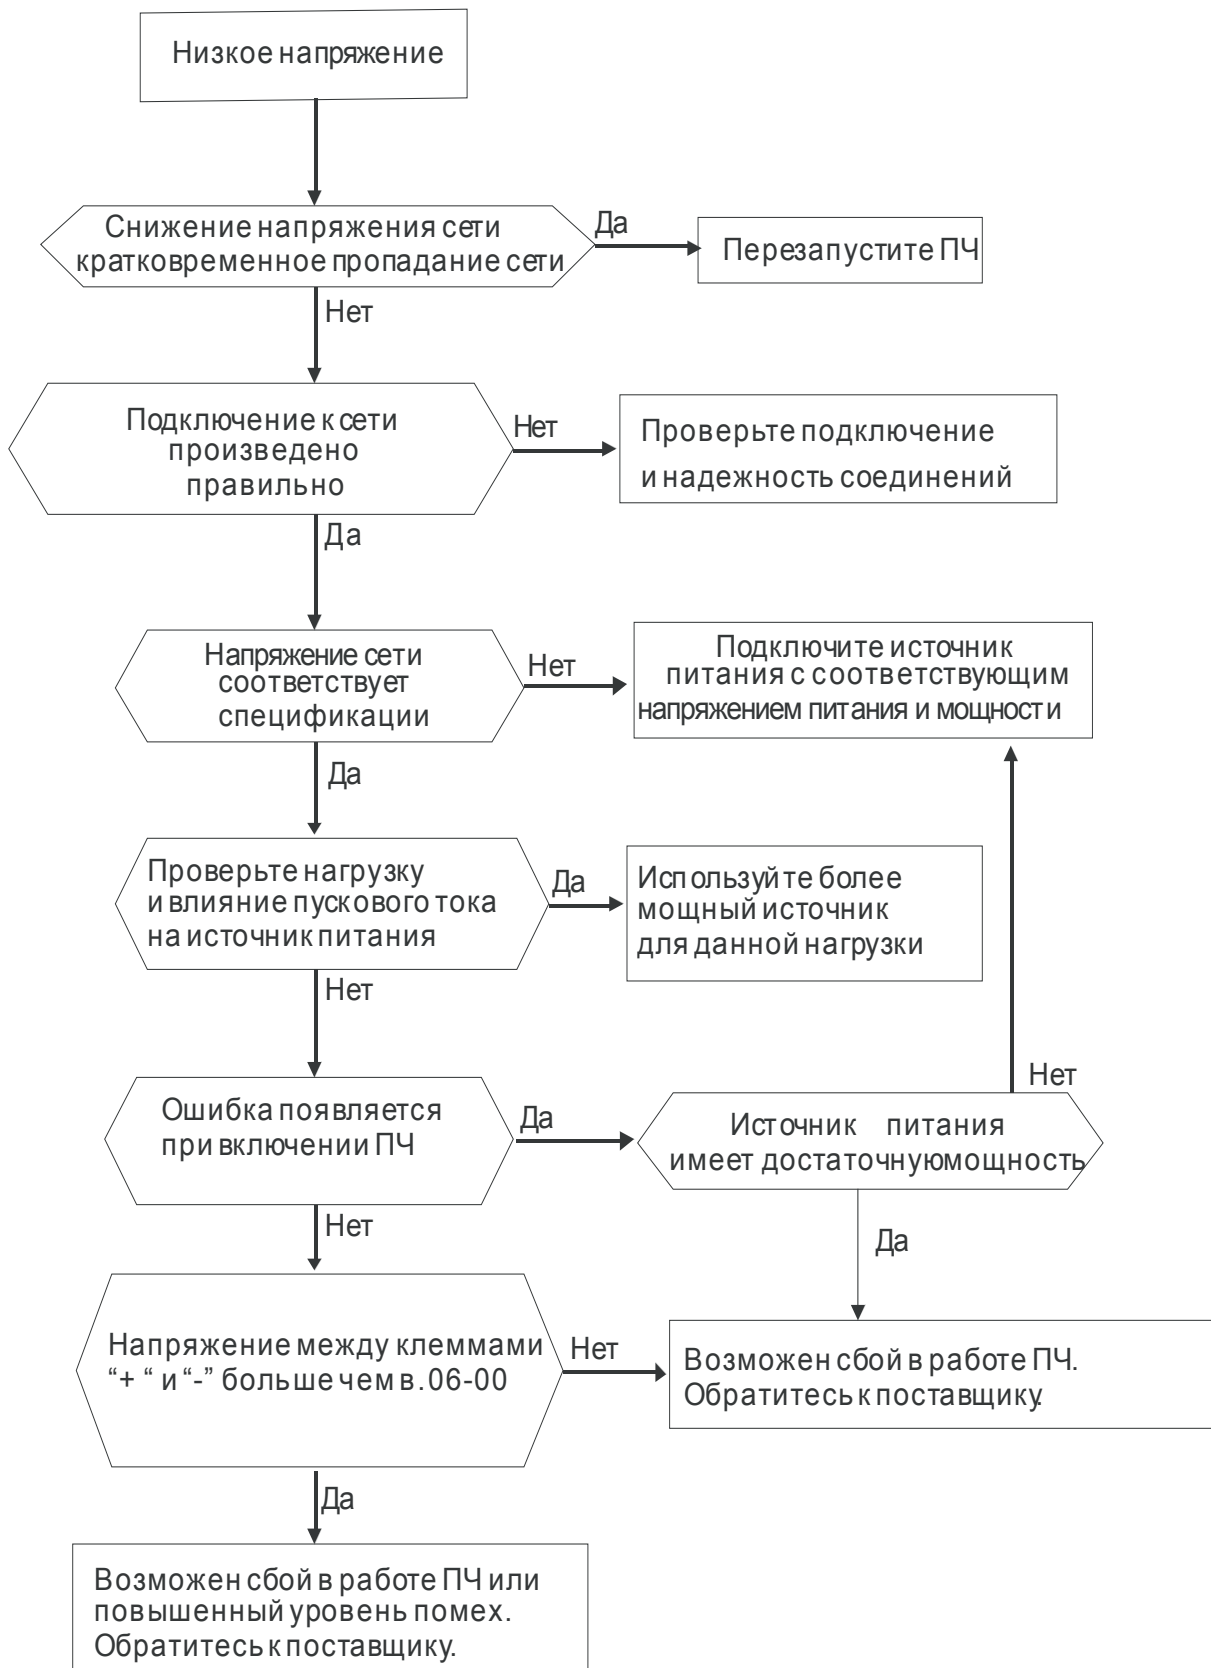 Низкое напряжение
Снижение напряжения сети
кратковременное пропадание сети
Да
Перезапустите ПЧ
Нет
Подключение к сети
произведено
правильно
Нет
Проверьте подключение
и надежность соединений
Да
Напряжение сети
соответствует
спецификации
Нет
Подключите источник
питания с соответствующим
напряжением питания и мощности
Да
Проверьте нагрузку
и влияние пускового тока
на источник питания
Да
Используйте более
мощный источник
для данной нагрузки
Нет
Ошибка появляется
при включении ПЧ
Да
Нет
Источник питания
имеет достаточнуюмощность
Нет
Да
Напряжение между клеммами
“+ “ и “-” больше чем в. 06-00
Нет
Возможен сбой в работе ПЧ.
Обратитесь к поставщику.
Да
Возможен сбой в работе ПЧ или
повышенный уровень помех.
Обратитесь к поставщику.